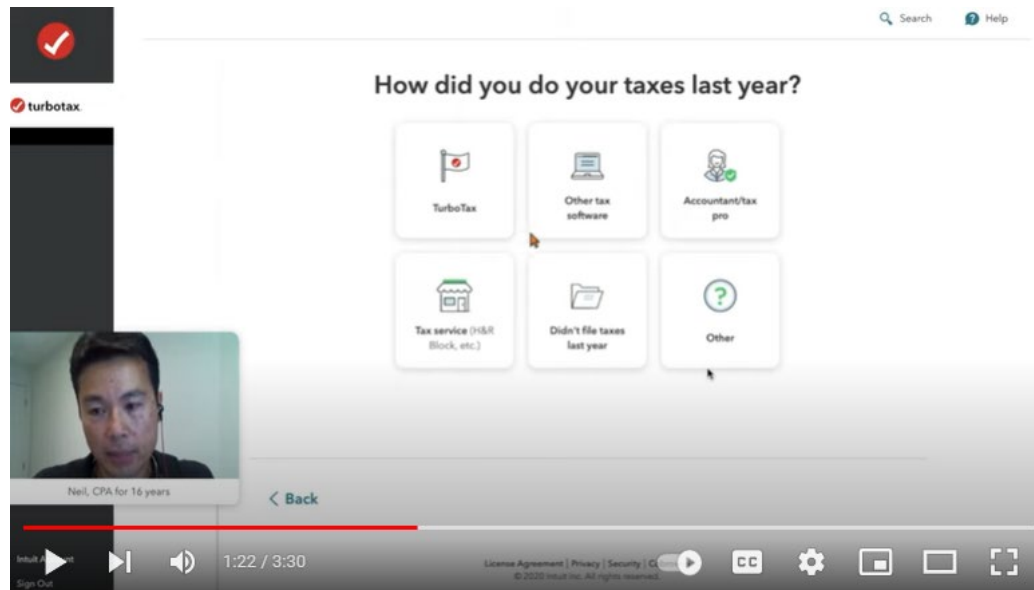 Search
Help
turbotax
How did you do your taxes last year?
TurboTax
Other tax
software
Accountant/tax
pro
Tax service (H&R
Block, etc.)
Didn't file taxes
last year
Other
Neil, CPA for 16 years
Back
1:22 / 3:30
CC
Intuit
Sign Out
License Agreement | Privacy | Security |
© 2020 Intuit Inc. All rights reserved.